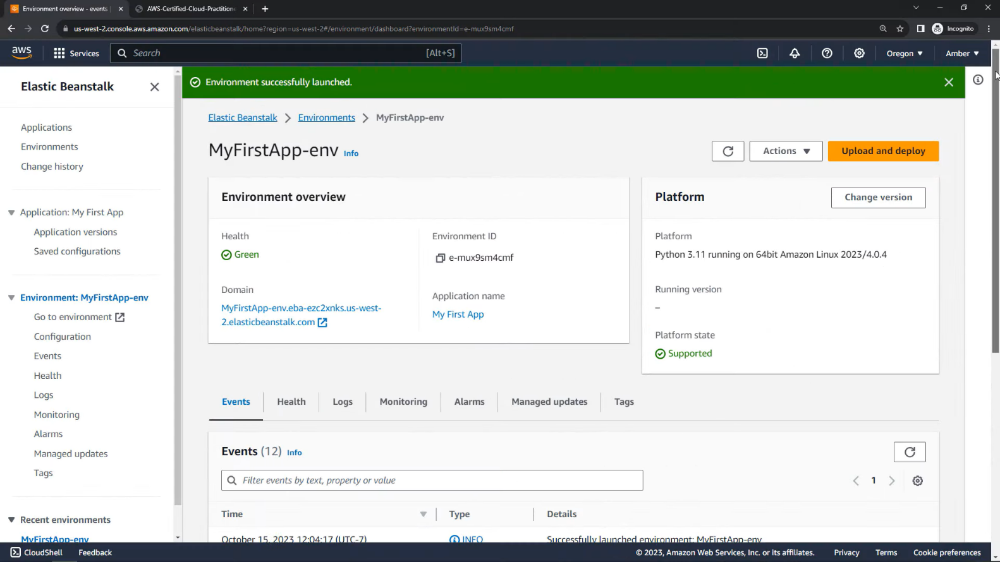 Environment overview - events
AWS-Certified-Cloud-Practitione
us-west-2.console.aws.amazon.com/elasticbeanstalk/home?region=us-west-2#/environment/dashboard?environmentId=e-mux9sm4cmf
Incognito
aws
Services
Search
[Alt+S]
Oregon
Amber
Elastic Beanstalk
Applications
Environments
Change history
Application: My First App
Application versions
Saved configurations
Environment: MyFirstApp-env
Go to environment
Configuration
Events
Health
Logs
Monitoring
Alarms
Managed updates
Tags
Recent environments
MyFirstApp-env
Environment successfully launched.
Elastic Beanstalk > Environments > MyFirstApp-env
MyFirstApp-env Info
Actions
Upload and deploy
Environment overview
Health
Green
Domain
MyFirstApp-env.eba-ezc2xnks.us-west-
2.elasticbeanstalk.com
Environment ID
e-mux9sm4cmf
Application name
My First App
Platform
Change version
Platform
Python 3.11 running on 64bit Amazon Linux 2023/4.0.4
Running version
–
Platform state
Supported
Events
Health
Logs
Monitoring
Alarms
Managed updates
Tags
Events (12) Info
Filter events by text, property or value
1
Time
Type
Details
October 15, 2023 12:04:17 (UTC-7)
INFO
Successfully launched environment: MyFirstApp-env
CloudShell
Feedback
© 2023, Amazon Web Services, Inc. or its affiliates.
Privacy
Terms
Cookie preferences